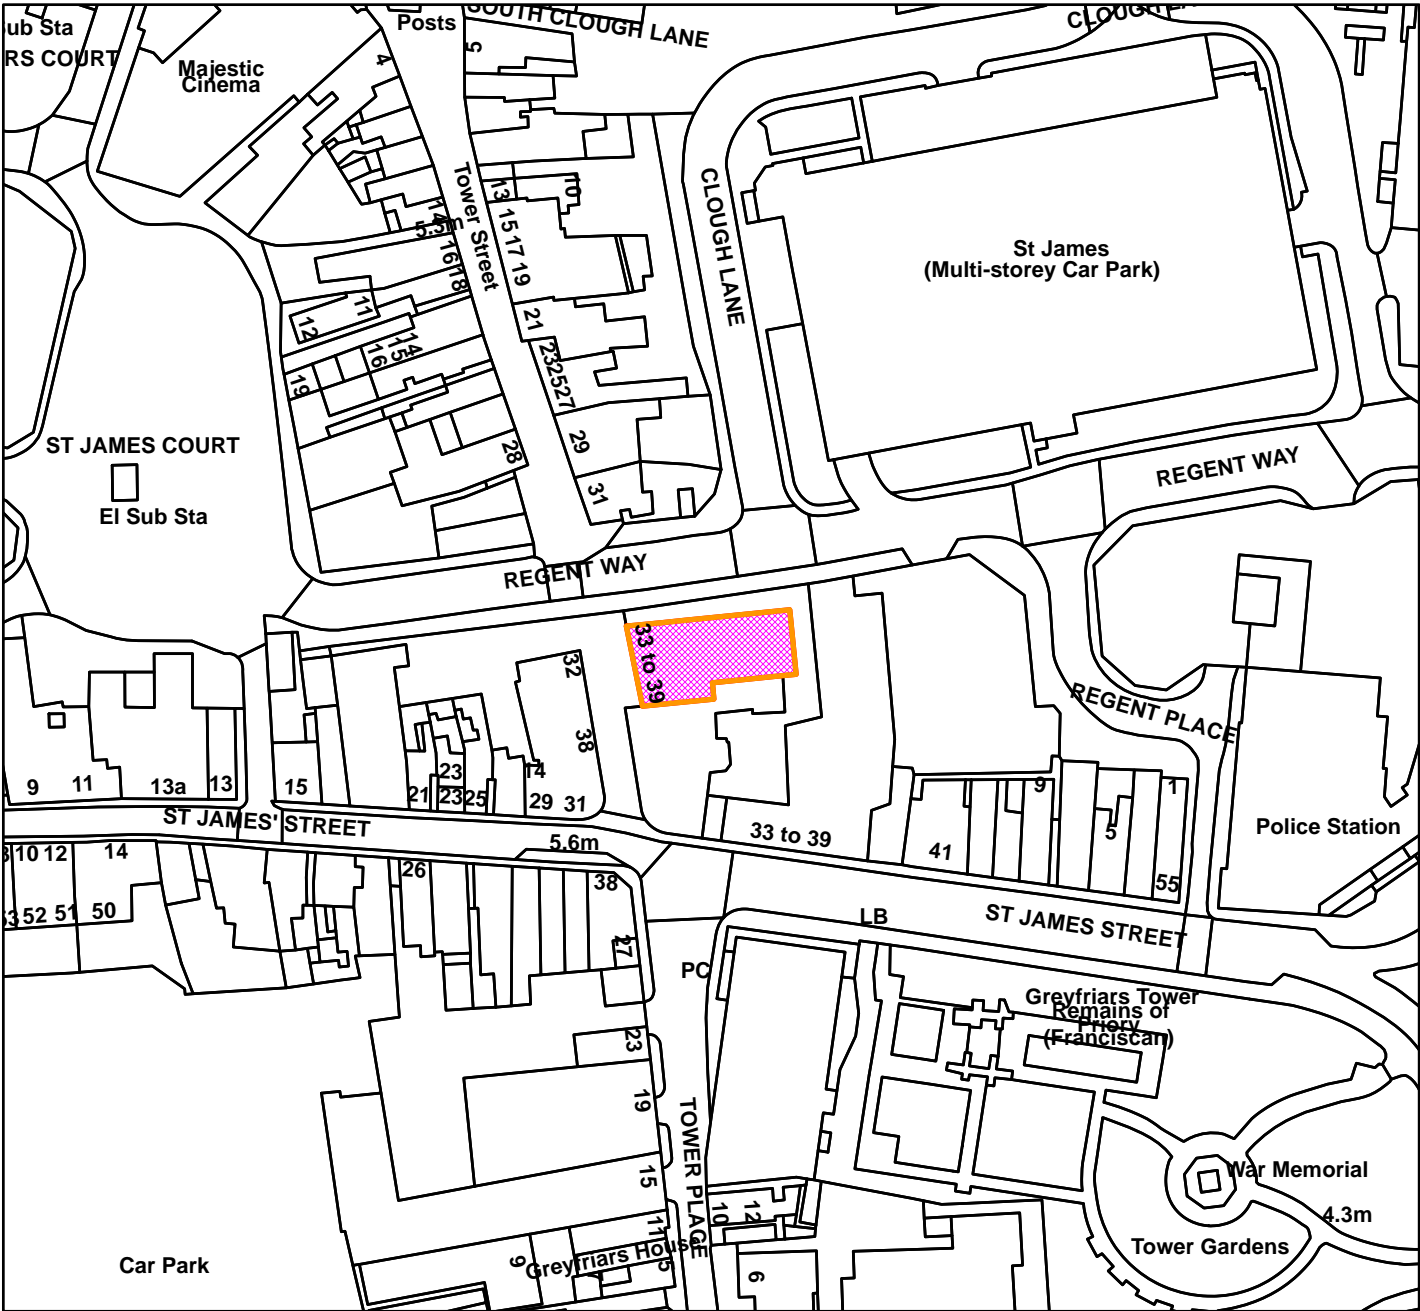 Sub Sta
RS COURT
Majestic
Cinema
Posts
SOUTH CLOUGH LANE
4
5
Tower Street
13
15
17
19
10
14
5.5m
16
18
21
23
25
27
29
31
11
12
14
15
16
19
28
CLOUGH LANE
St James
(Multi-storey Car Park)
ST JAMES COURT
El Sub Sta
REGENT WAY
REGENT WAY
REGENT PLACE
33 to 39
32
38
9
11
13a
13
15
21
23
23
25
14
29
31
33 to 39
41
9
5
1
55
Police Station
ST JAMES' STREET
5.6m
10
12
14
52
51
50
26
38
27
LB
ST JAMES STREET
PC
Greyfriars Tower
Remains of
Priory
(Franciscan)
23
19
15
11
5
TOWER PLACE
10
12
6
9
Greyfriars House
Car Park
War Memorial
4.3m
Tower Gardens